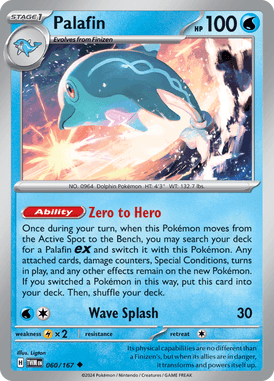 STAGE 1 Palafin HP 100
Evolves from Finizen
NO. 0964 Dolphin Pokémon HT: 4'3" WT: 132.7 lbs.
Ability Zero to Hero
Once during your turn, when this Pokémon moves from
the Active Spot to the Bench, you may search your deck
for a Palafin ex and switch it with this Pokémon. Any
attached cards, damage counters, Special Conditions, turns
in play, and any other effects remain on the new Pokémon.
If you switched a Pokémon in this way, put this card into
your deck. Then, shuffle your deck.
Wave Splash 30
weakness ×2 resistance retreat
Illus. Ligton
H TWM EN 060/167
Its physical capabilities are no different than
a Finizen's, but when its allies are in danger,
it transforms and powers itself up.
©2024 Pokémon / Nintendo / Creatures / GAME FREAK